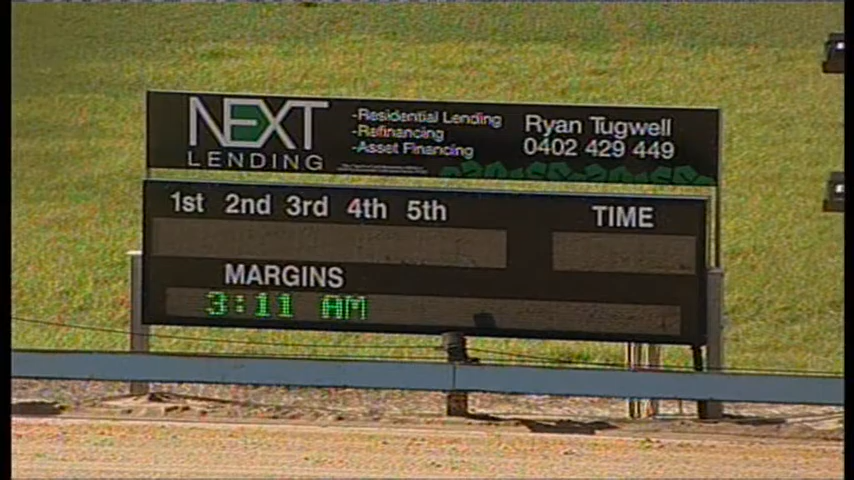 NEXT
LENDING
-Residential Lending
-Refinancing
-Asset Financing
Ryan Tugwell
0402 429 449
1st 2nd 3rd 4th 5th
TIME
MARGINS
3:11 AM